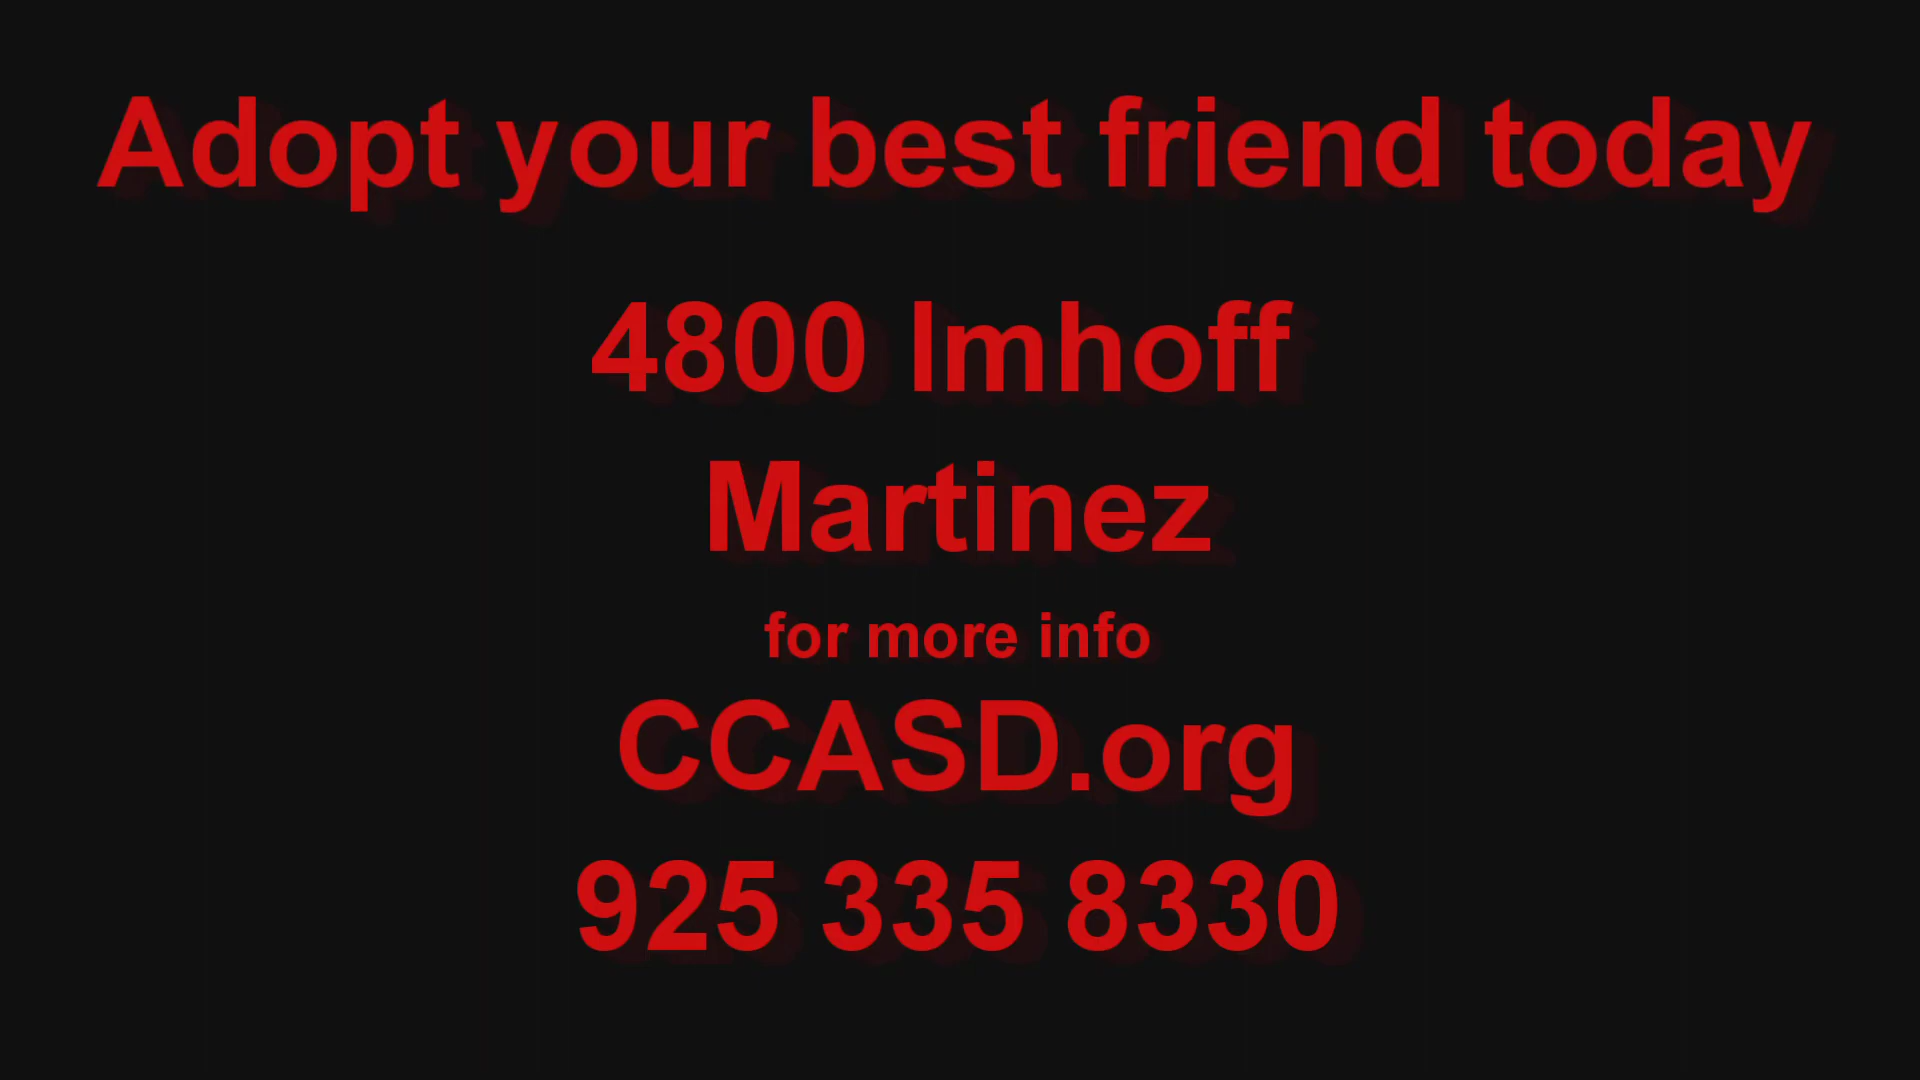 Adopt your best friend today
4800 Imhoff
Martinez
for more info
CCASD.org
925 335 8330